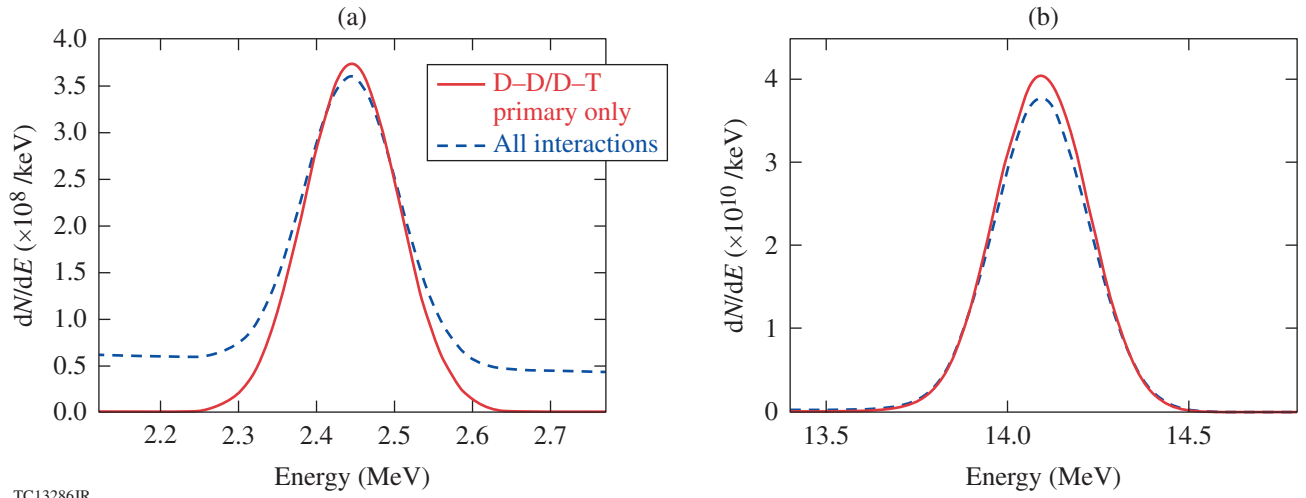 (a)
4.0
3.5
3.0
2.5
2.0
1.5
1.0
0.5
0.0
dN/dE (×10⁸ /keV)
2.2 2.3 2.4 2.5 2.6 2.7
Energy (MeV)
D–D/D–T
primary only
All interactions
(b)
4
3
2
1
0
dN/dE (×10¹⁰ /keV)
13.5 14.0 14.5
Energy (MeV)
TC13286JR